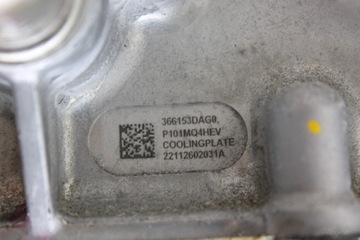 366153DAG0,
P101MQ4HEV
COOLINGPLATE
22112602031A